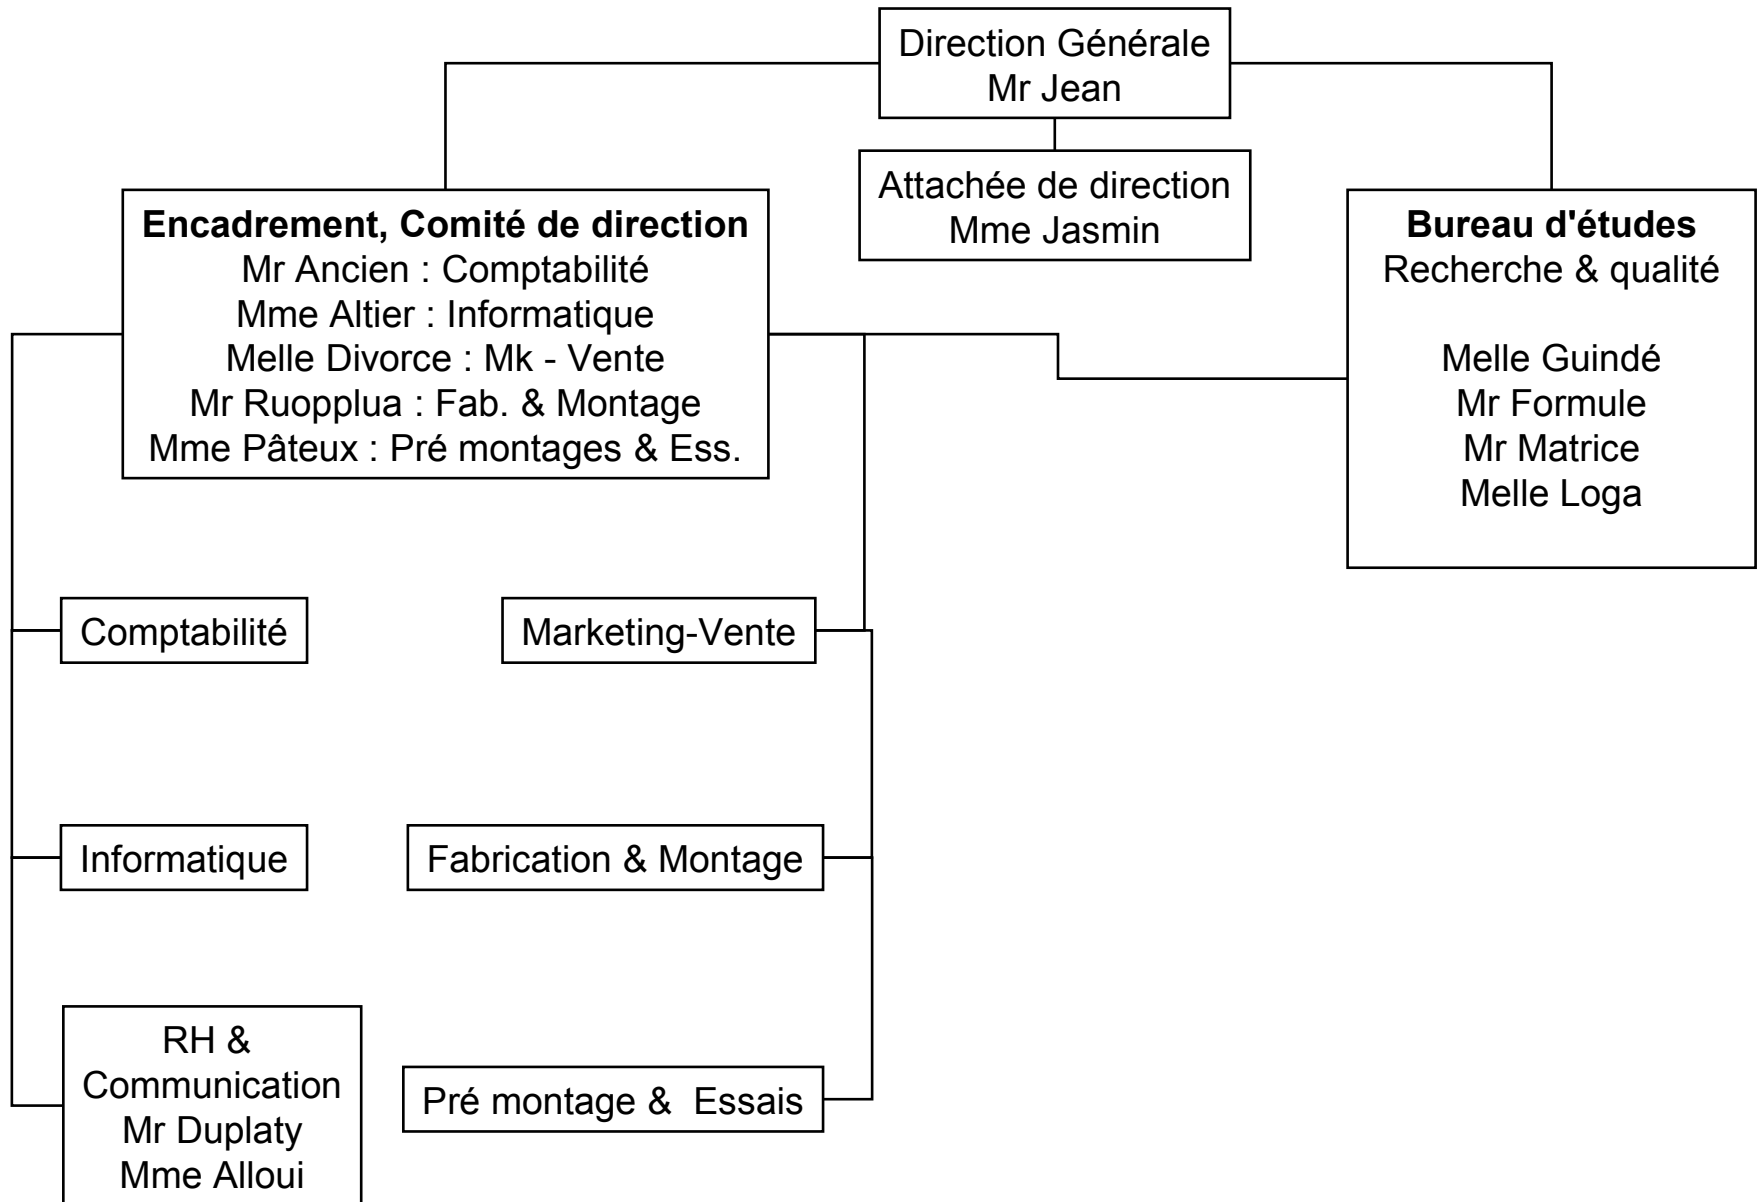 Direction Générale
Mr Jean
Attachée de direction
Mme Jasmin
Encadrement, Comité de direction
Mr Ancien : Comptabilité
Mme Altier : Informatique
Melle Divorce : Mk - Vente
Mr Ruopplua : Fab. & Montage
Mme Pâteux : Pré montages & Ess.
Bureau d'études
Recherche & qualité
Melle Guindé
Mr Formule
Mr Matrice
Melle Loga
Comptabilité
Marketing-Vente
Informatique
Fabrication & Montage
RH &
Communication
Mr Duplaty
Mme Alloui
Pré montage &  Essais